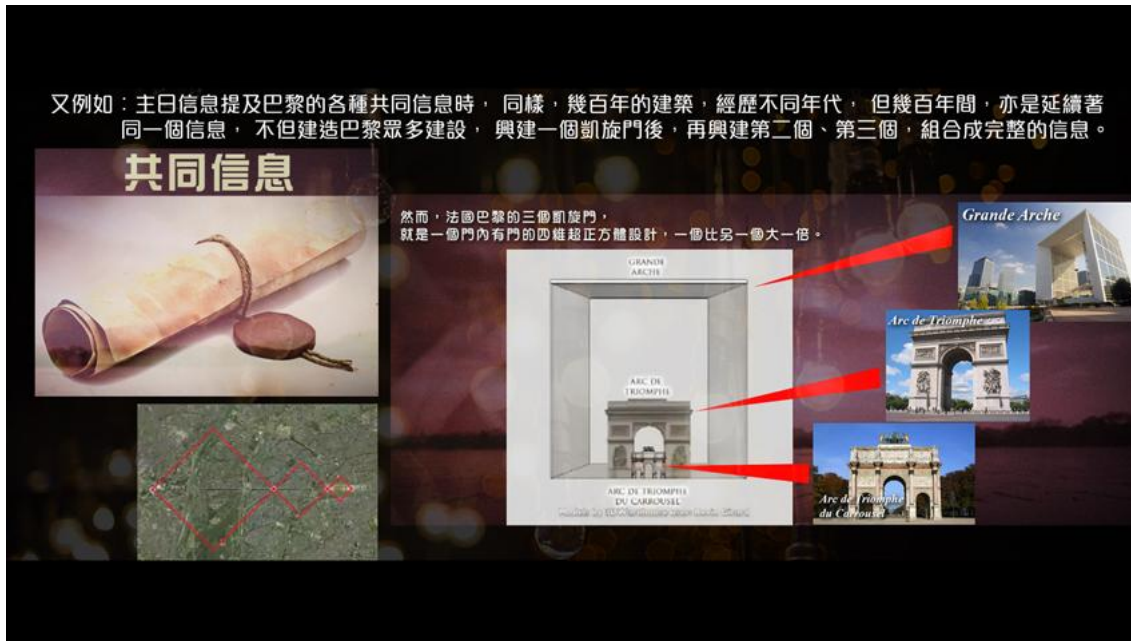 又例如：主日信息提及巴黎的各種共同信息時， 同樣，幾百年的建築，經歷不同年代， 但幾百年間，亦是延續著
同一個信息， 不但建造巴黎眾多建設， 興建一個凱旋門後，再興建第二個、第三個，組合成完整的信息。
共同信息
然而，法國巴黎的三個凱旋門，
就是一個門內有門的四維超正方體設計，一個比另一個大一倍。
GRANDE
ARCHE
ARC DE
TRIOMPHE
ARC DE TRIOMPHE
DU CARROUSEL
Grande Arche
Arc de Triomphe
Arc de Triomphe
du Carrousel